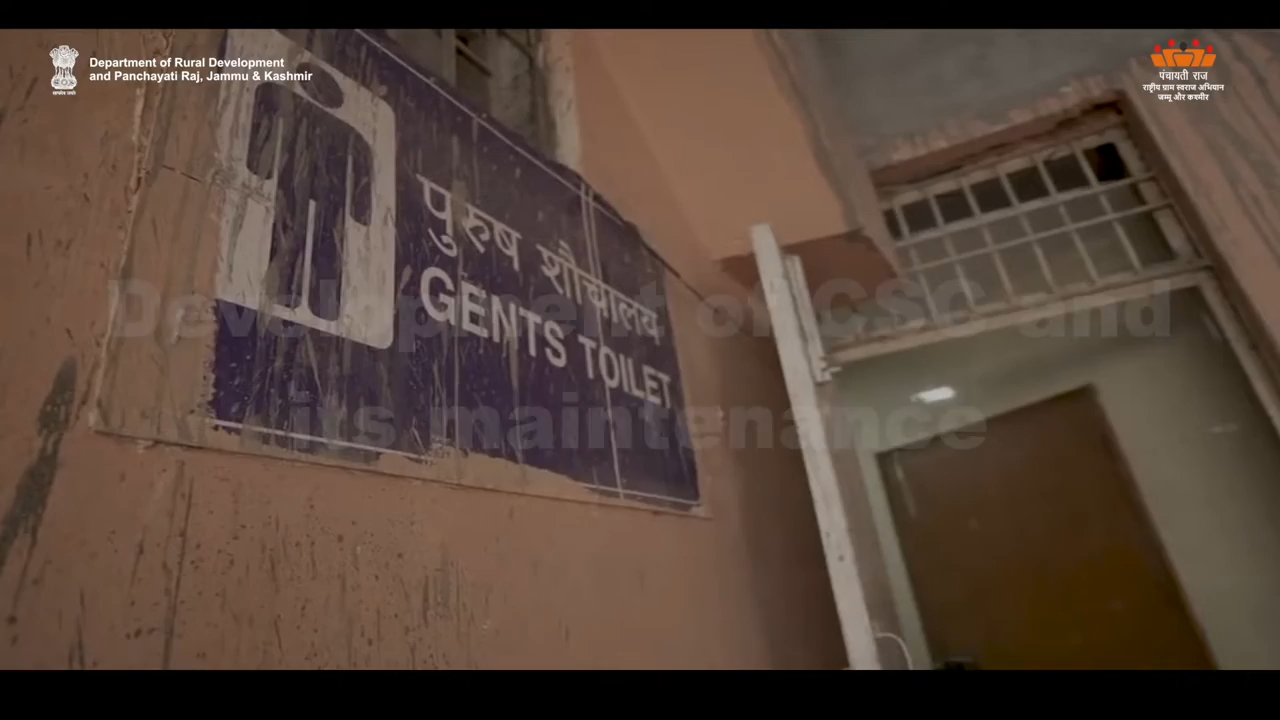 Department of Rural Development
and Panchayati Raj, Jammu & Kashmir
पंचायती राज
राष्ट्रीय ग्राम स्वराज अभियान
जम्मू और कश्मीर
पुरुष शौचालय
GENTS TOILET
Development of CSC and
its maintenance